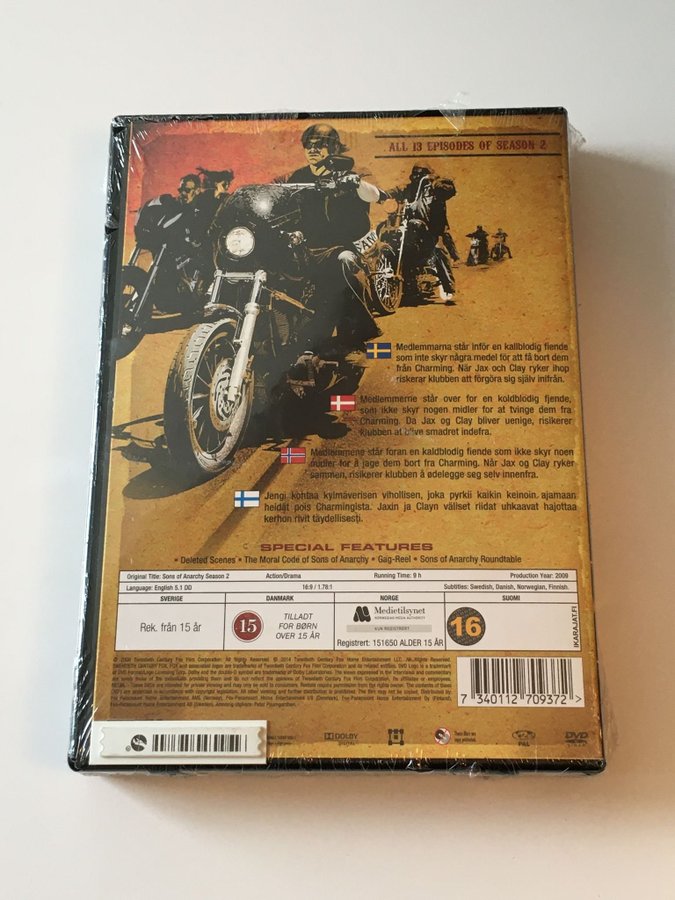 ALL 13 EPISODES OF SEASON 2
Medlemmarna står inför en kallblodig fiende
som inte skyr några medel för att få bort dem
från Charming. När Jax och Clay ryker ihop
riskerar klubben att förgöra sig själv inifrån.
Medlemmerne står over for en koldblodig fjende,
som ikke skyr nogen midler for at tvinge dem fra
Charming. Da Jax og Clay bliver uenige, risikerer
klubben at blive smadret indefra.
Medlemmene står foran en kaldblodig fiende som ikke skyr noen
midler for å jage dem bort fra Charming. Når Jax og Clay ryker
sammen, risikerer klubben å ødelegge seg selv innenfra.
Jengi kohtaa kylmäverisen vihollisen, joka pyrkii kaikin keinoin ajamaan
heidät pois Charmingista. Jaxin ja Clayn väliset riidat uhkaavat hajottaa
kerhon rivit täydellisesti.
SPECIAL FEATURES
• Deleted Scenes • The Moral Code of Sons of Anarchy • Gag-Reel • Sons of Anarchy Roundtable
Original Title: Sons of Anarchy Season 2 Action/Drama Running Time: 9 h Production Year: 2009
Language: English 5.1 DD 16:9 / 1.78:1 Subtitles: Swedish, Danish, Norwegian, Finnish.
SVERIGE DANMARK NORGE SUOMI
Rek. från 15 år
15
TILLADT
FOR BØRN
OVER 15 ÅR
Medietilsynet
NORWEGIAN MEDIA AUTHORITY
KUN REGISTRERT
Registrert: 151650 ALDER 15 ÅR
16
IKARAJAT.FI
7 340112 709372 >
DOLBY
DIGITAL
PAL
DVD